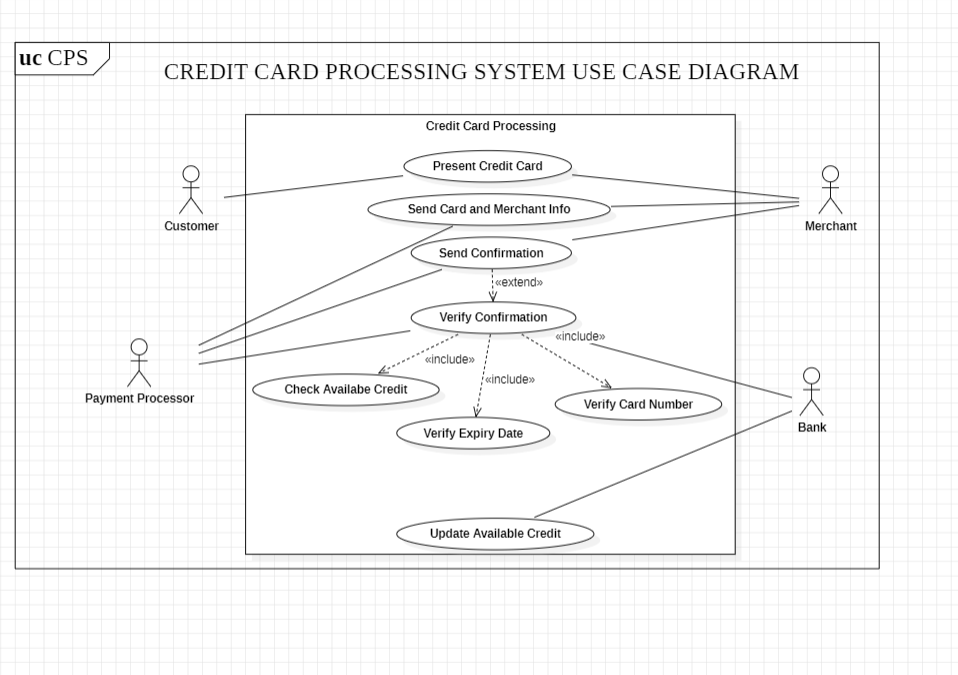 uc CPS
CREDIT CARD PROCESSING SYSTEM USE CASE DIAGRAM
Credit Card Processing
Present Credit Card
Send Card and Merchant Info
Customer
Merchant
Send Confirmation
«extend»
Verify Confirmation
«include»
«include»
«include»
Check Availabe Credit
Payment Processor
Verify Card Number
Bank
Verify Expiry Date
Update Available Credit